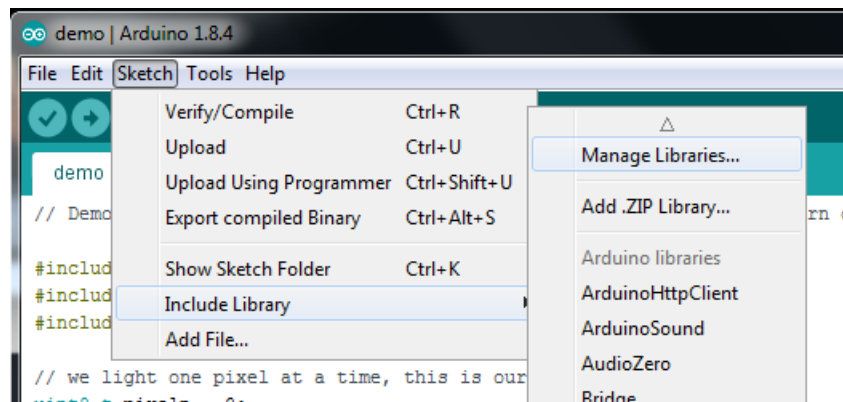 demo | Arduino 1.8.4
File Edit Sketch Tools Help
Verify/Compile Ctrl+R
Upload Ctrl+U
Upload Using Programmer Ctrl+Shift+U
Export compiled Binary Ctrl+Alt+S
Show Sketch Folder Ctrl+K
Include Library
Add File...
Manage Libraries...
Add .ZIP Library...
Arduino libraries
ArduinoHttpClient
ArduinoSound
AudioZero
Bridge
demo
// Demo
#includ
#includ
#includ
// we light one pixel at a time, this is our